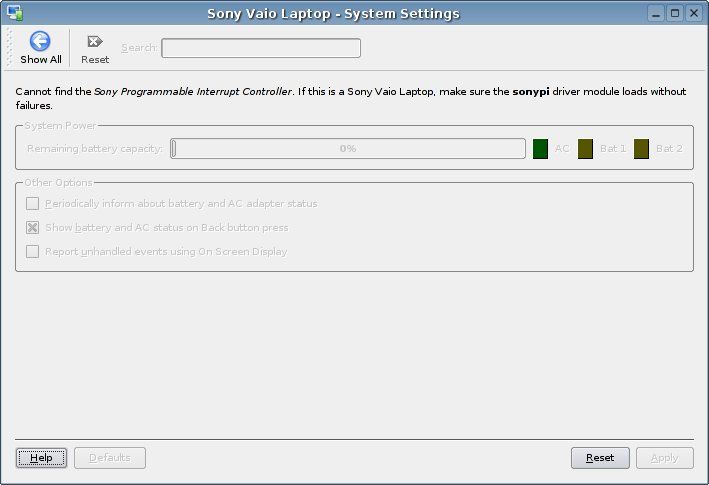 Sony Vaio Laptop - System Settings
Show All
Reset
Search:
Cannot find the Sony Programmable Interrupt Controller. If this is a Sony Vaio Laptop, make sure the sonypi driver module loads without
failures.
System Power
Remaining battery capacity:
0%
AC
Bat 1
Bat 2
Other Options
Periodically inform about battery and AC adapter status
Show battery and AC status on Back button press
Report unhandled events using On Screen Display
Help
Defaults
Reset
Apply